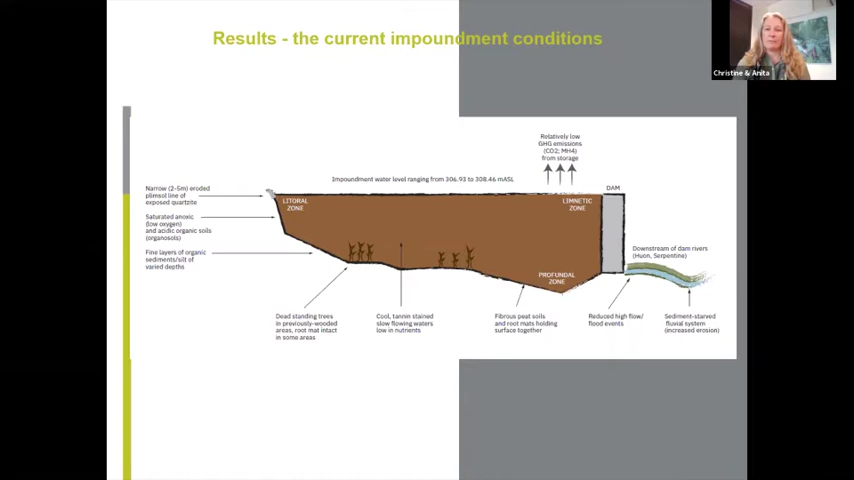 Results - the current impoundment conditions
Christine & Anita
Relatively low
GHG emissions
(CO2; MH4)
from storage
Impoundment water level ranging from 306.93 to 308.46 mASL
DAM
Narrow (2-5m) eroded
plimsol line of
exposed quartzite
LITORAL
ZONE
LIMNETIC
ZONE
Saturated anoxic
(low oxygen)
and acidic organic soils
(organosols)
Fine layers of organic
sediments/silt of
varied depths
Downstream of dam rivers
(Huon, Serpentine)
PROFUNDAL
ZONE
Dead standing trees
in previously-wooded
areas, root mat intact
in some areas
Cool, tannin stained
slow flowing waters
low in nutrients
Fibrous peat soils
and root mats holding
surface together
Reduced high flow/
flood events
Sediment-starved
fluvial system
(increased erosion)